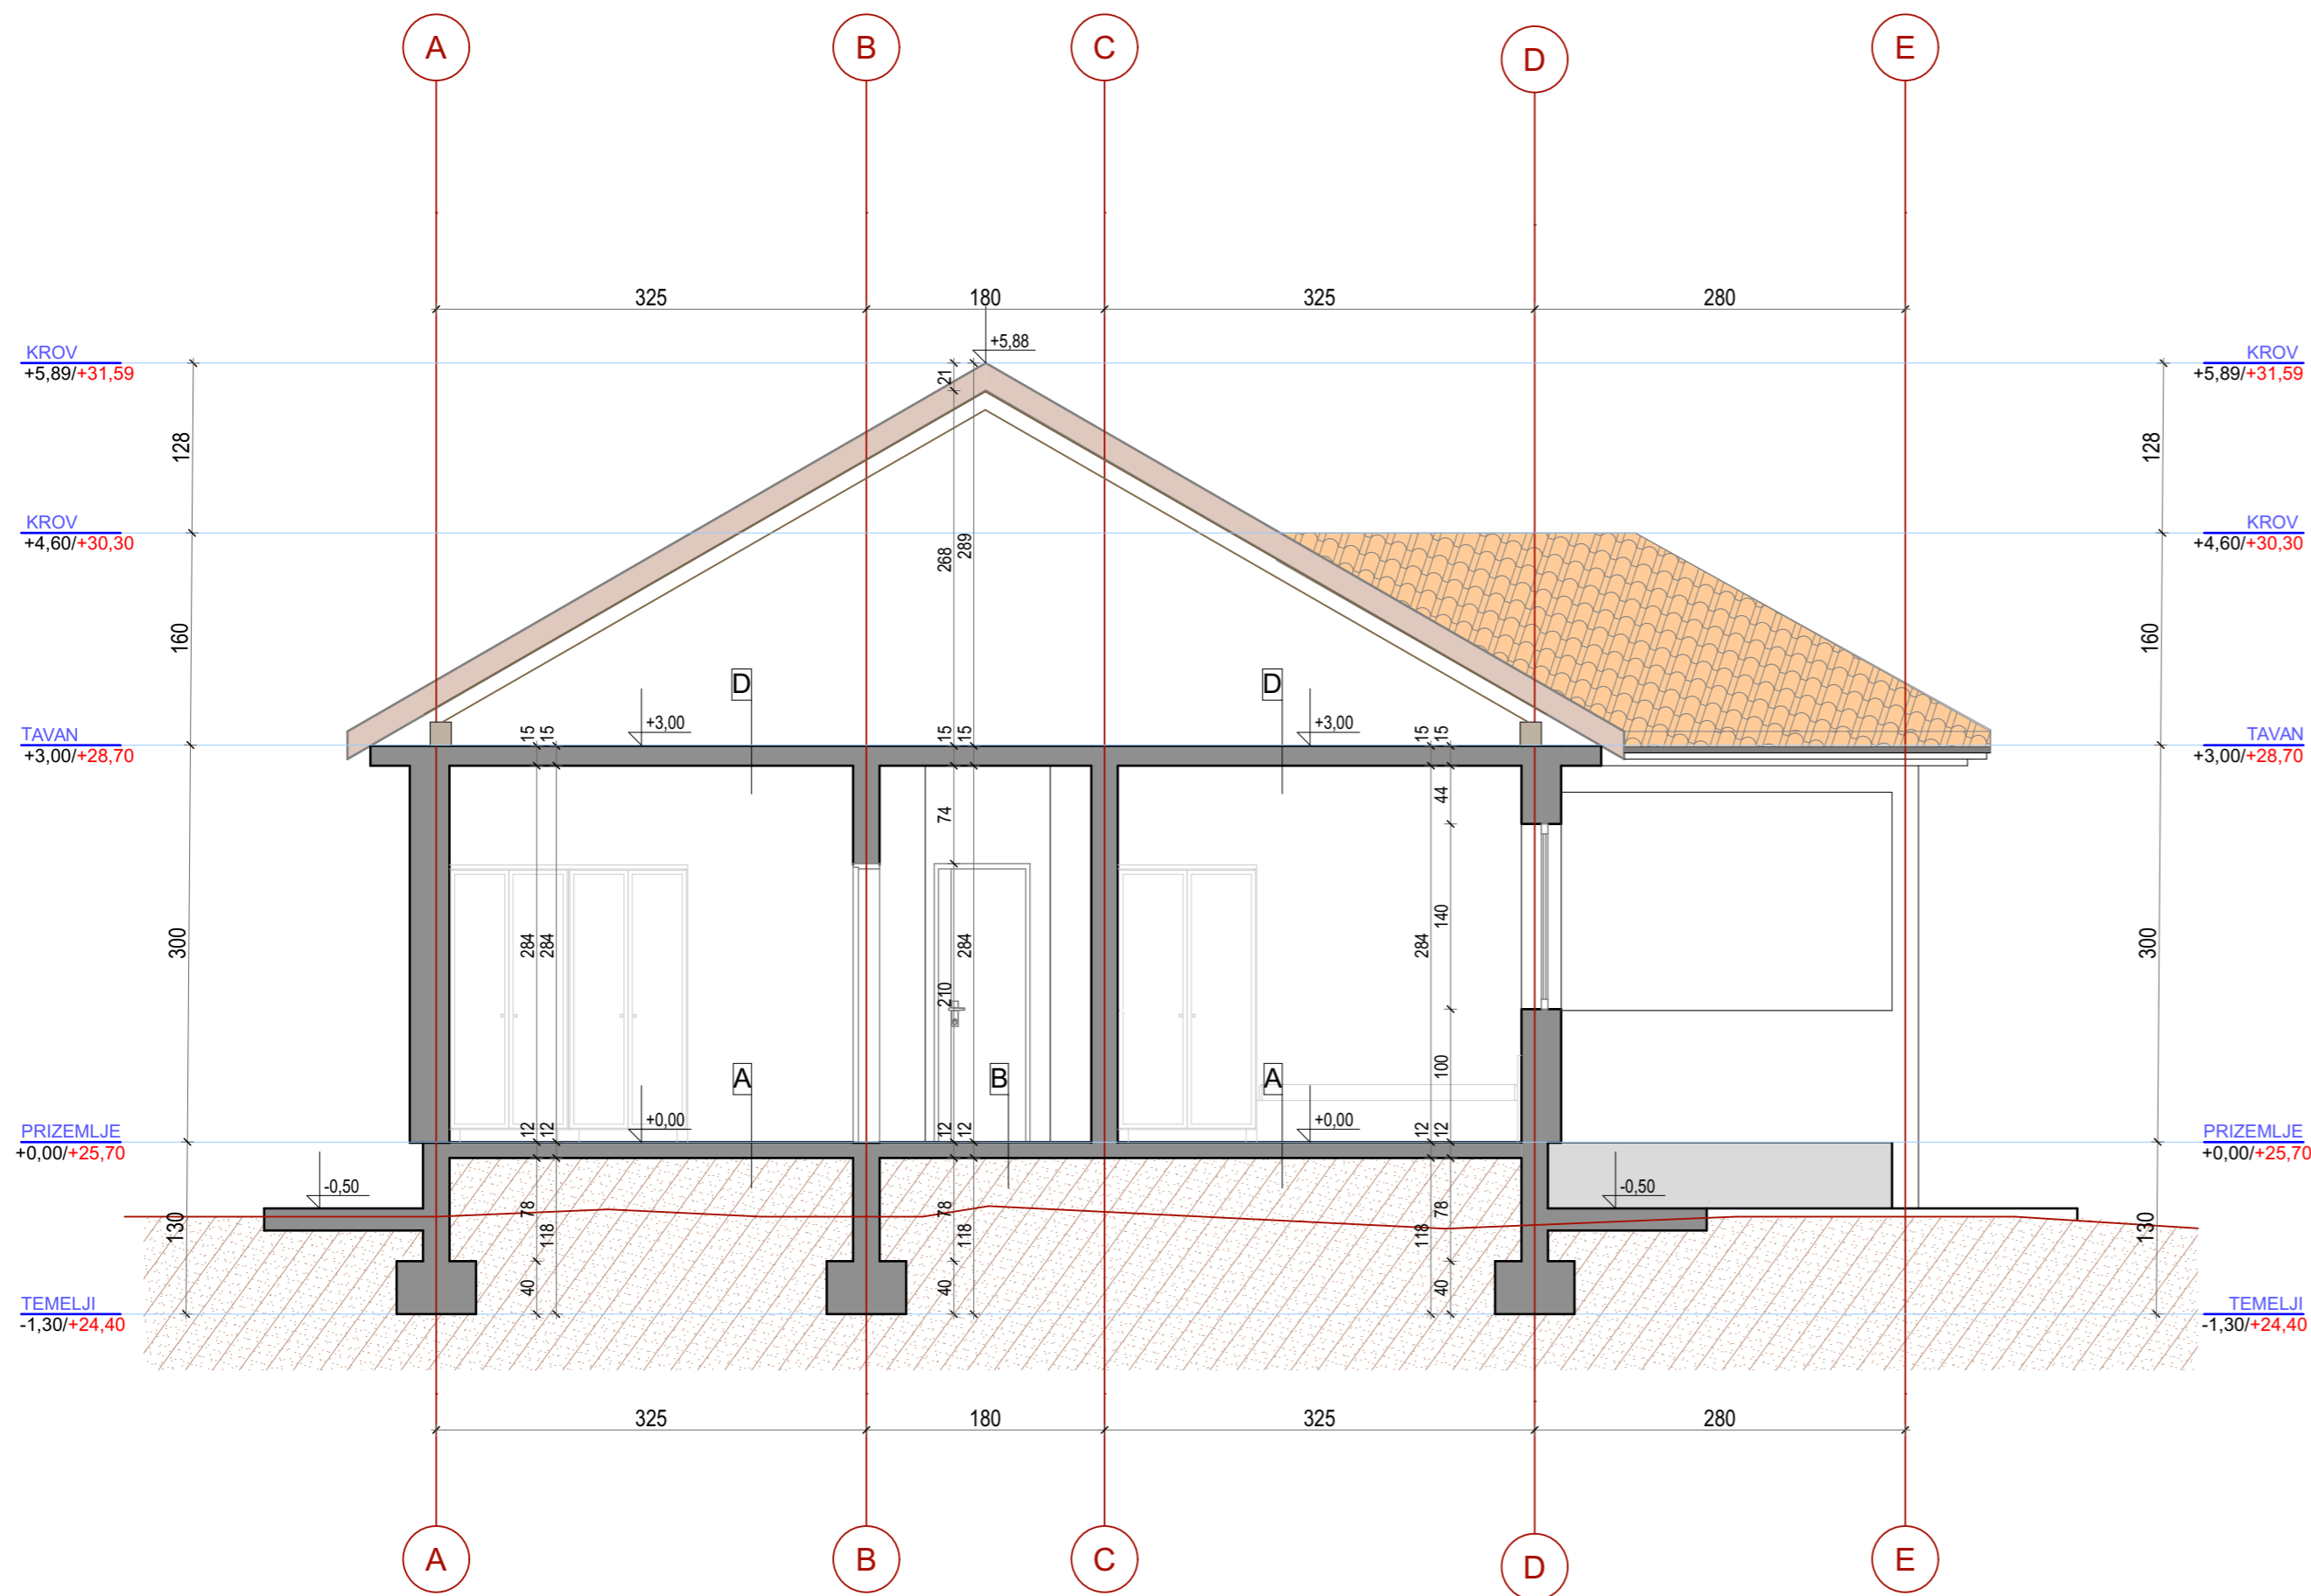 A B C D E
325 180 325 280
+5,88
KROV KROV
+5,89/+31,59 +5,89/+31,59
21
128 128
KROV KROV
+4,60/+30,30 +4,60/+30,30
268 289
160 160
D D
+3,00 +3,00
TAVAN TAVAN
+3,00/+28,70 +3,00/+28,70
15 15 15 15 15 15
44
74
140
300 284 284 284 284 300
210
100
A B A
+0,00 +0,00
12 12 12 12 12 12
PRIZEMLJE PRIZEMLJE
+0,00/+25,70 +0,00/+25,70
-0,50 -0,50
78 78 78
130 118 118 118 130
40 40 40
TEMELJI TEMELJI
-1,30/+24,40 -1,30/+24,40
325 180 325 280
A B C D E